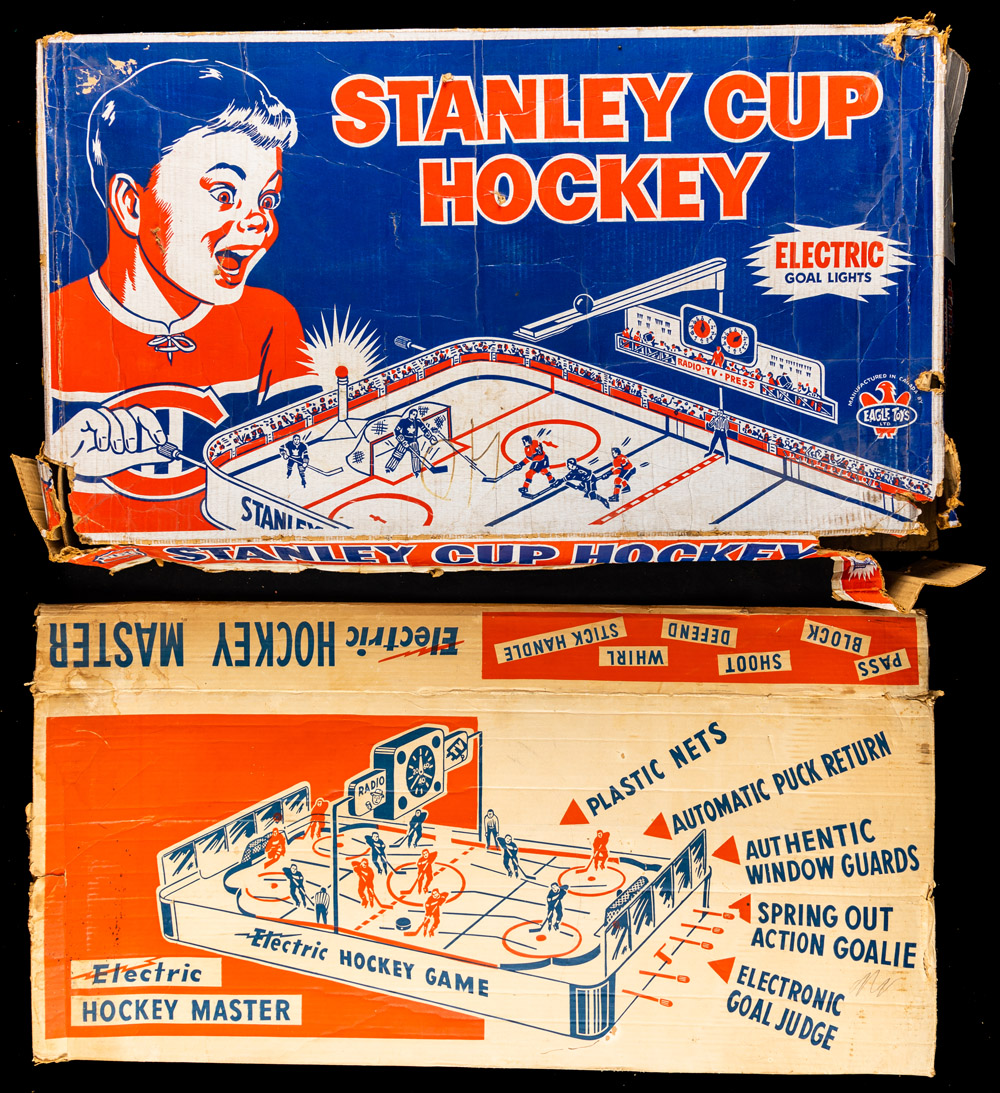 STANLEY CUP
HOCKEY
ELECTRIC
GOAL LIGHTS
RADIO-TV-PRESS
MANUFACTURED IN CANADA BY
EAGLE TOYS
LTD.
STANLEY
STANLEY CUP HOCKEY
Electric HOCKEY MASTER
PASS
BLOCK
SHOOT
DEFEND
WHIRL
STICK HANDLE
RADIO
TV
PLASTIC NETS
AUTOMATIC PUCK RETURN
AUTHENTIC
WINDOW GUARDS
SPRING OUT
ACTION GOALIE
ELECTRONIC
GOAL JUDGE
Electric HOCKEY GAME
Electric
HOCKEY MASTER